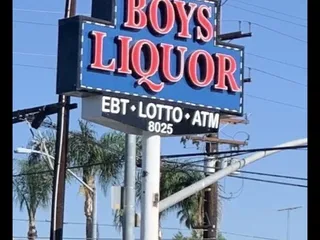 BOYS
LIQUOR
EBT • LOTTO • ATM
8025